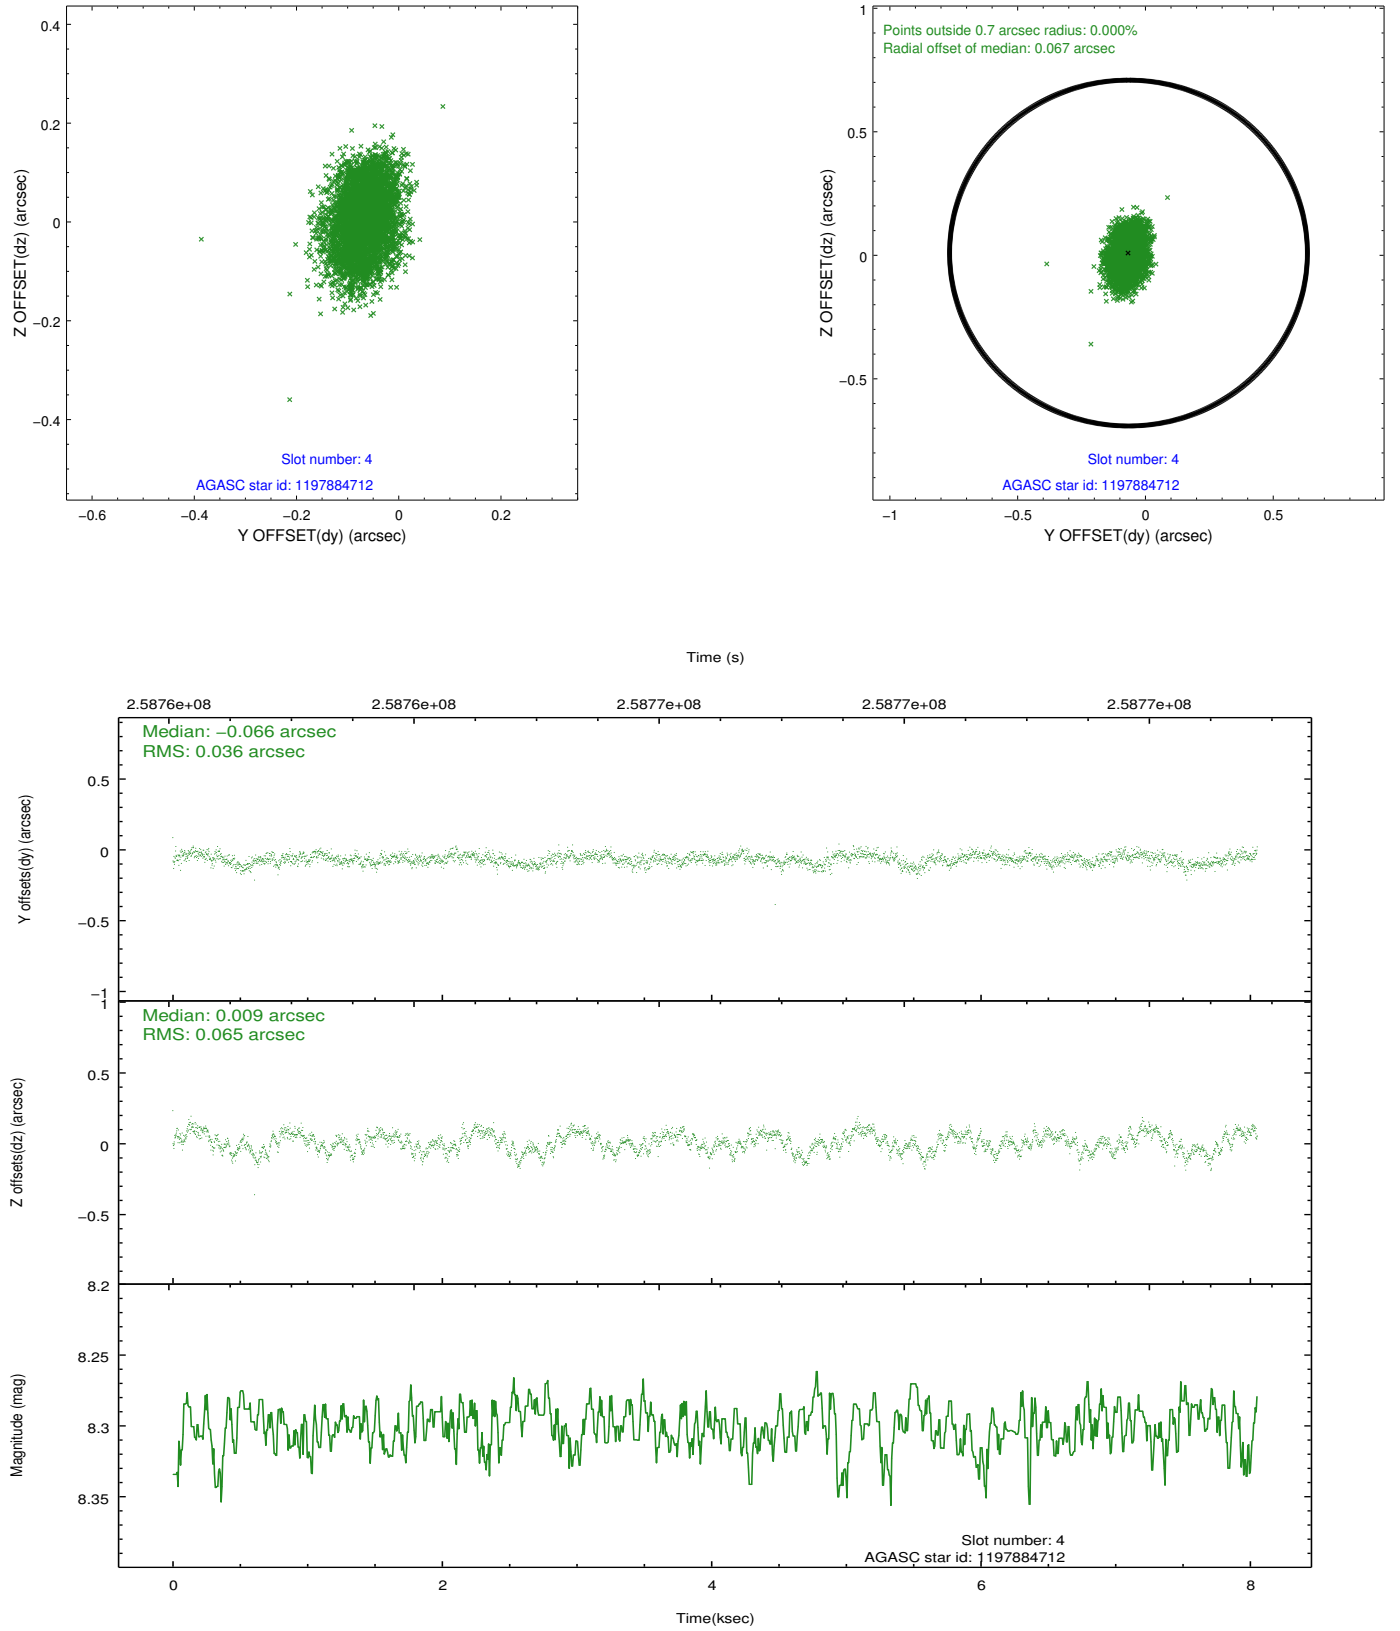 0.4
0.2
0
−0.2
−0.4
Z OFFSET(dz) (arcsec)
Slot number: 4
AGASC star id: 1197884712
−0.6
−0.4
−0.2
0
0.2
Y OFFSET(dy) (arcsec)
1
0.5
0
−0.5
Z OFFSET(dz) (arcsec)
Points outside 0.7 arcsec radius: 0.000%
Radial offset of median: 0.067 arcsec
Slot number: 4
AGASC star id: 1197884712
−1
−0.5
0
0.5
Y OFFSET(dy) (arcsec)
Time (s)
2.5876e+08
2.5876e+08
2.5877e+08
2.5877e+08
2.5877e+08
Median: −0.066 arcsec
RMS: 0.036 arcsec
0.5
0
−0.5
−1
Y offsets(dy) (arcsec)
1
Median: 0.009 arcsec
RMS: 0.065 arcsec
0.5
0
−0.5
Z offsets(dz) (arcsec)
8.2
8.25
8.3
8.35
Magnitude (mag)
Slot number: 4
AGASC star id: 1197884712
0
2
4
6
8
Time(ksec)